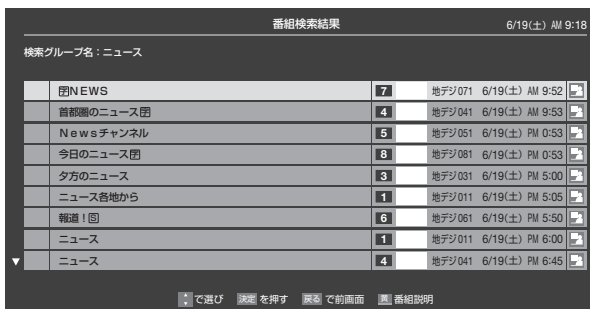 番組検索結果 6/19(土) AM 9:18
検索グループ名：ニュース
字NEWS 7 地デジ071 6/19(土) AM 9:52
首都圏のニュース字 4 地デジ041 6/19(土) AM 9:53
Newsチャンネル 5 地デジ051 6/19(土) PM 0:53
今日のニュース字 8 地デジ081 6/19(土) PM 0:53
夕方のニュース 3 地デジ031 6/19(土) PM 5:00
ニュース各地から 1 地デジ011 6/19(土) PM 5:05
報道！S 6 地デジ061 6/19(土) PM 5:50
ニュース 1 地デジ011 6/19(土) PM 6:00
ニュース 4 地デジ041 6/19(土) PM 6:45
で選び 決定 を押す 戻る で前画面 黄 番組説明